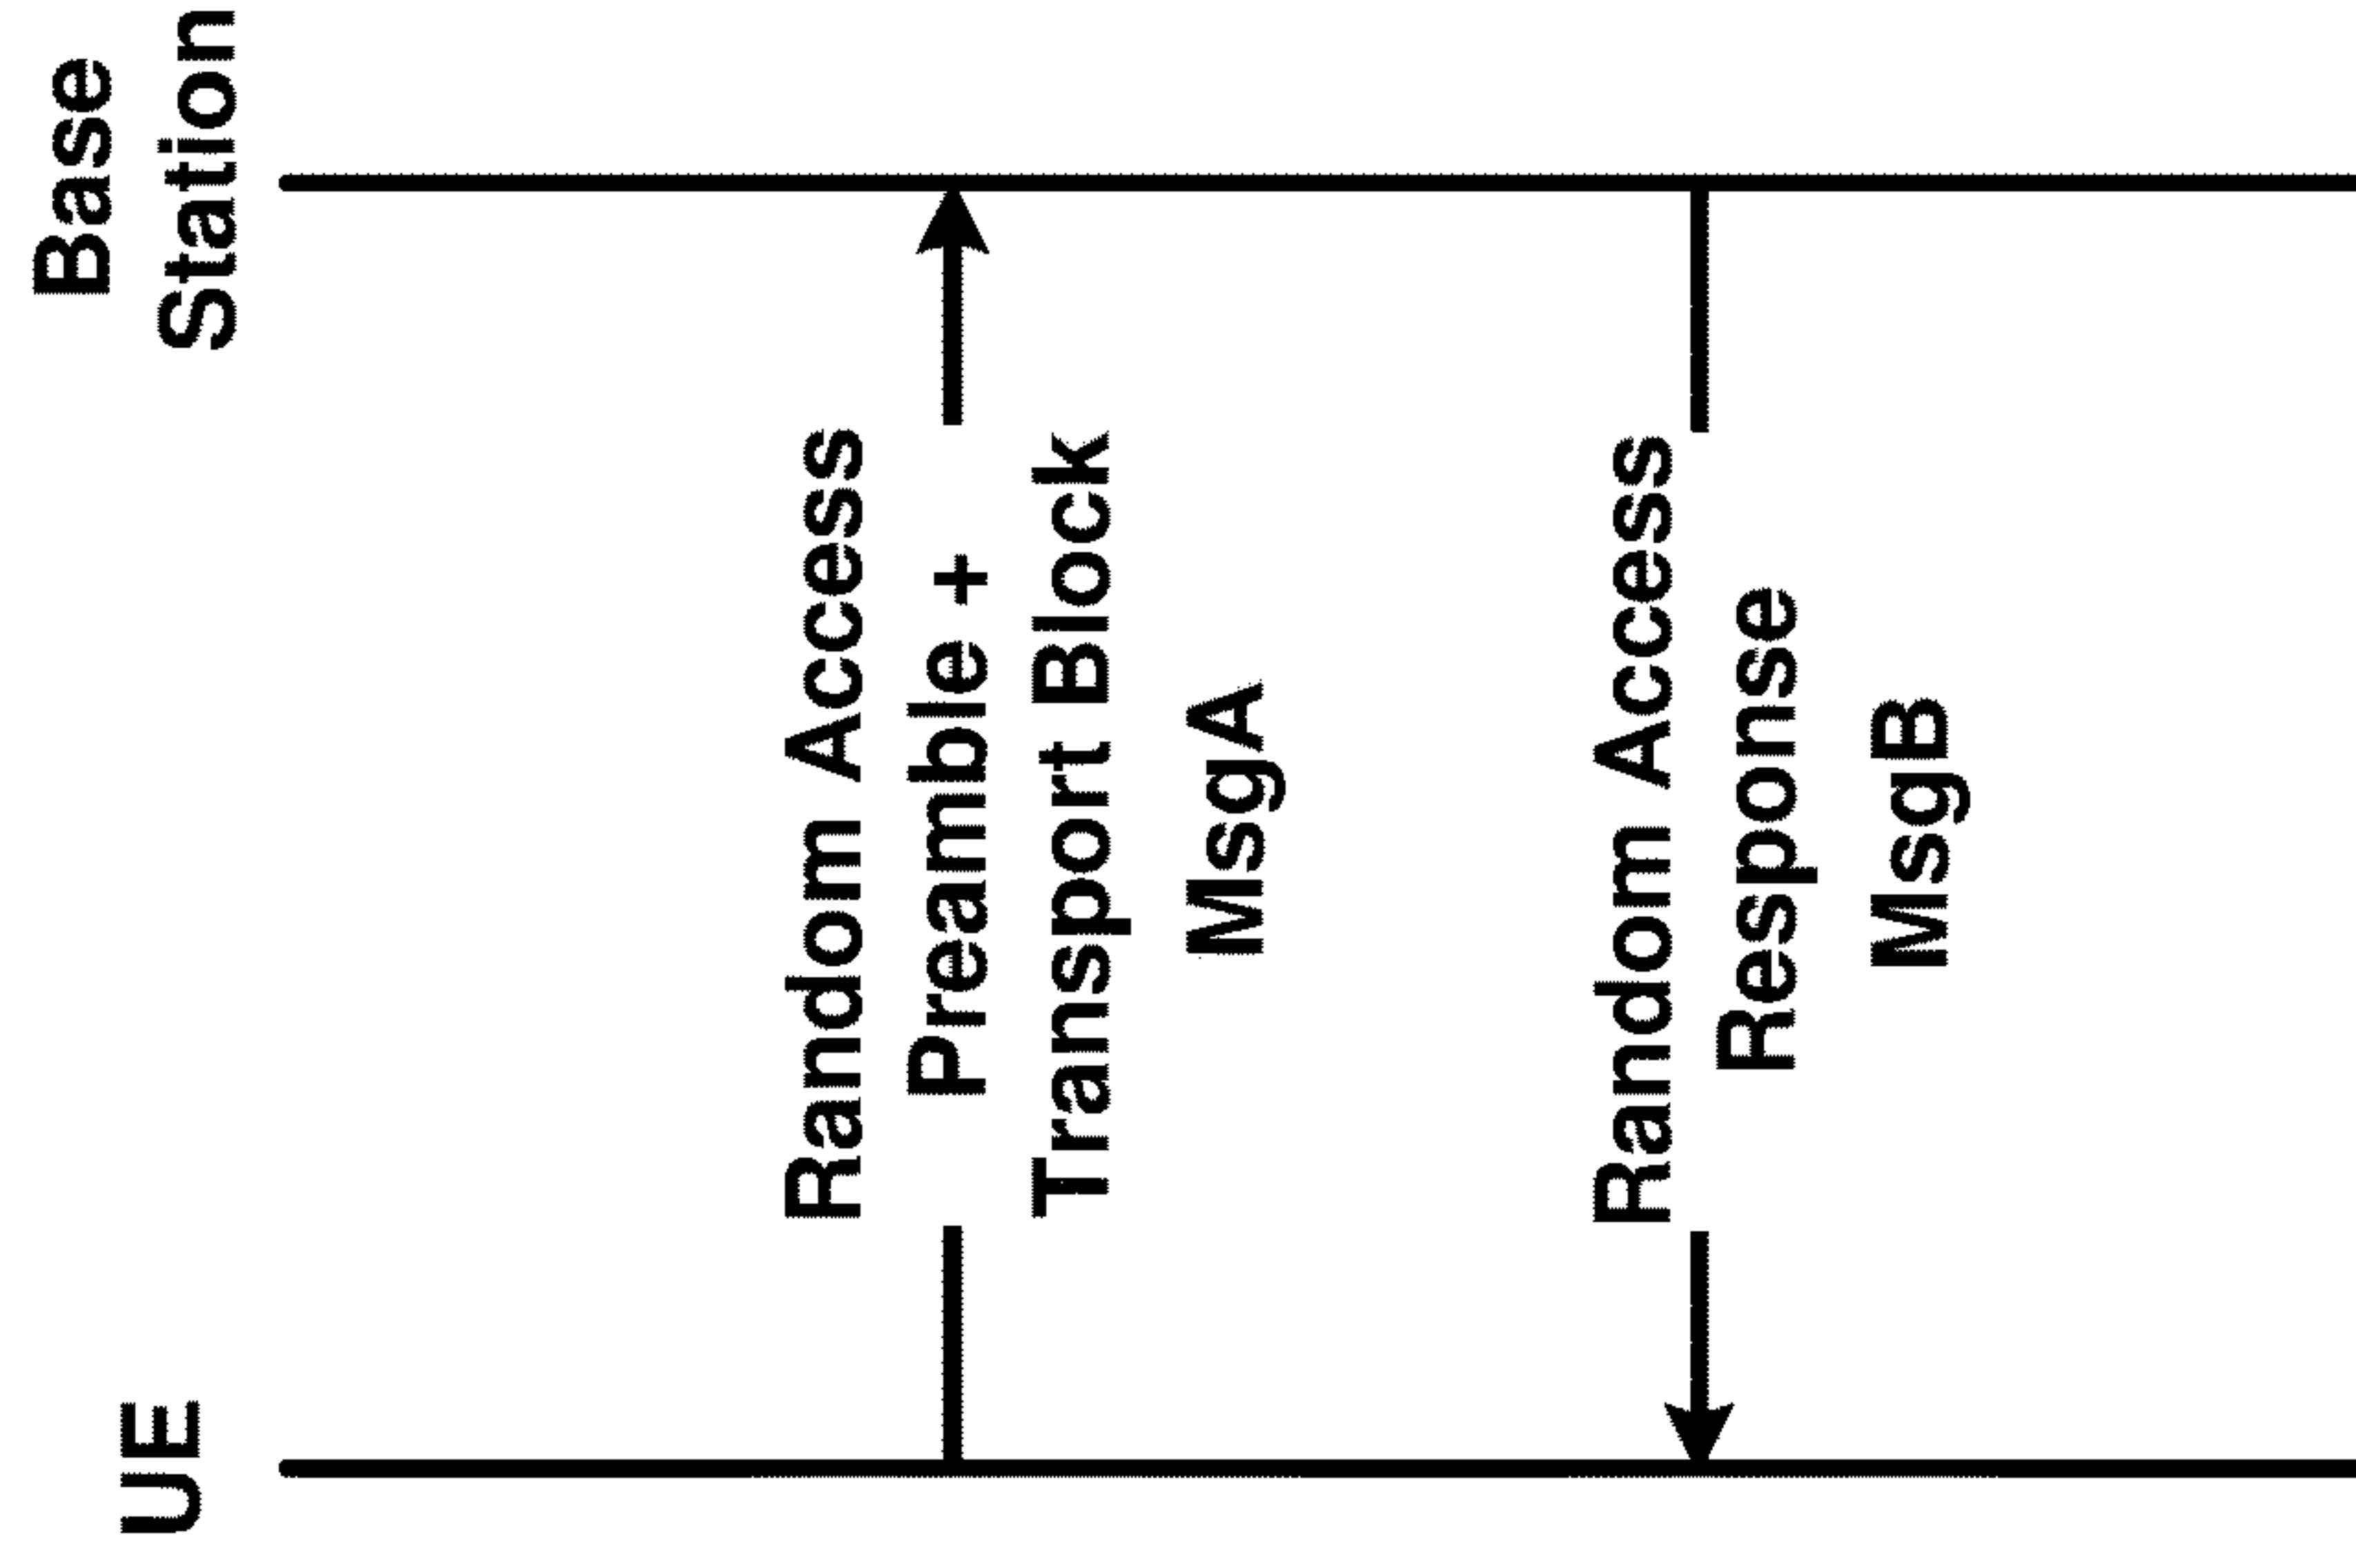 UE
Base
Station
Random Access
Preamble +
Transport Block
MsgA
Random Access
Response
MsgB